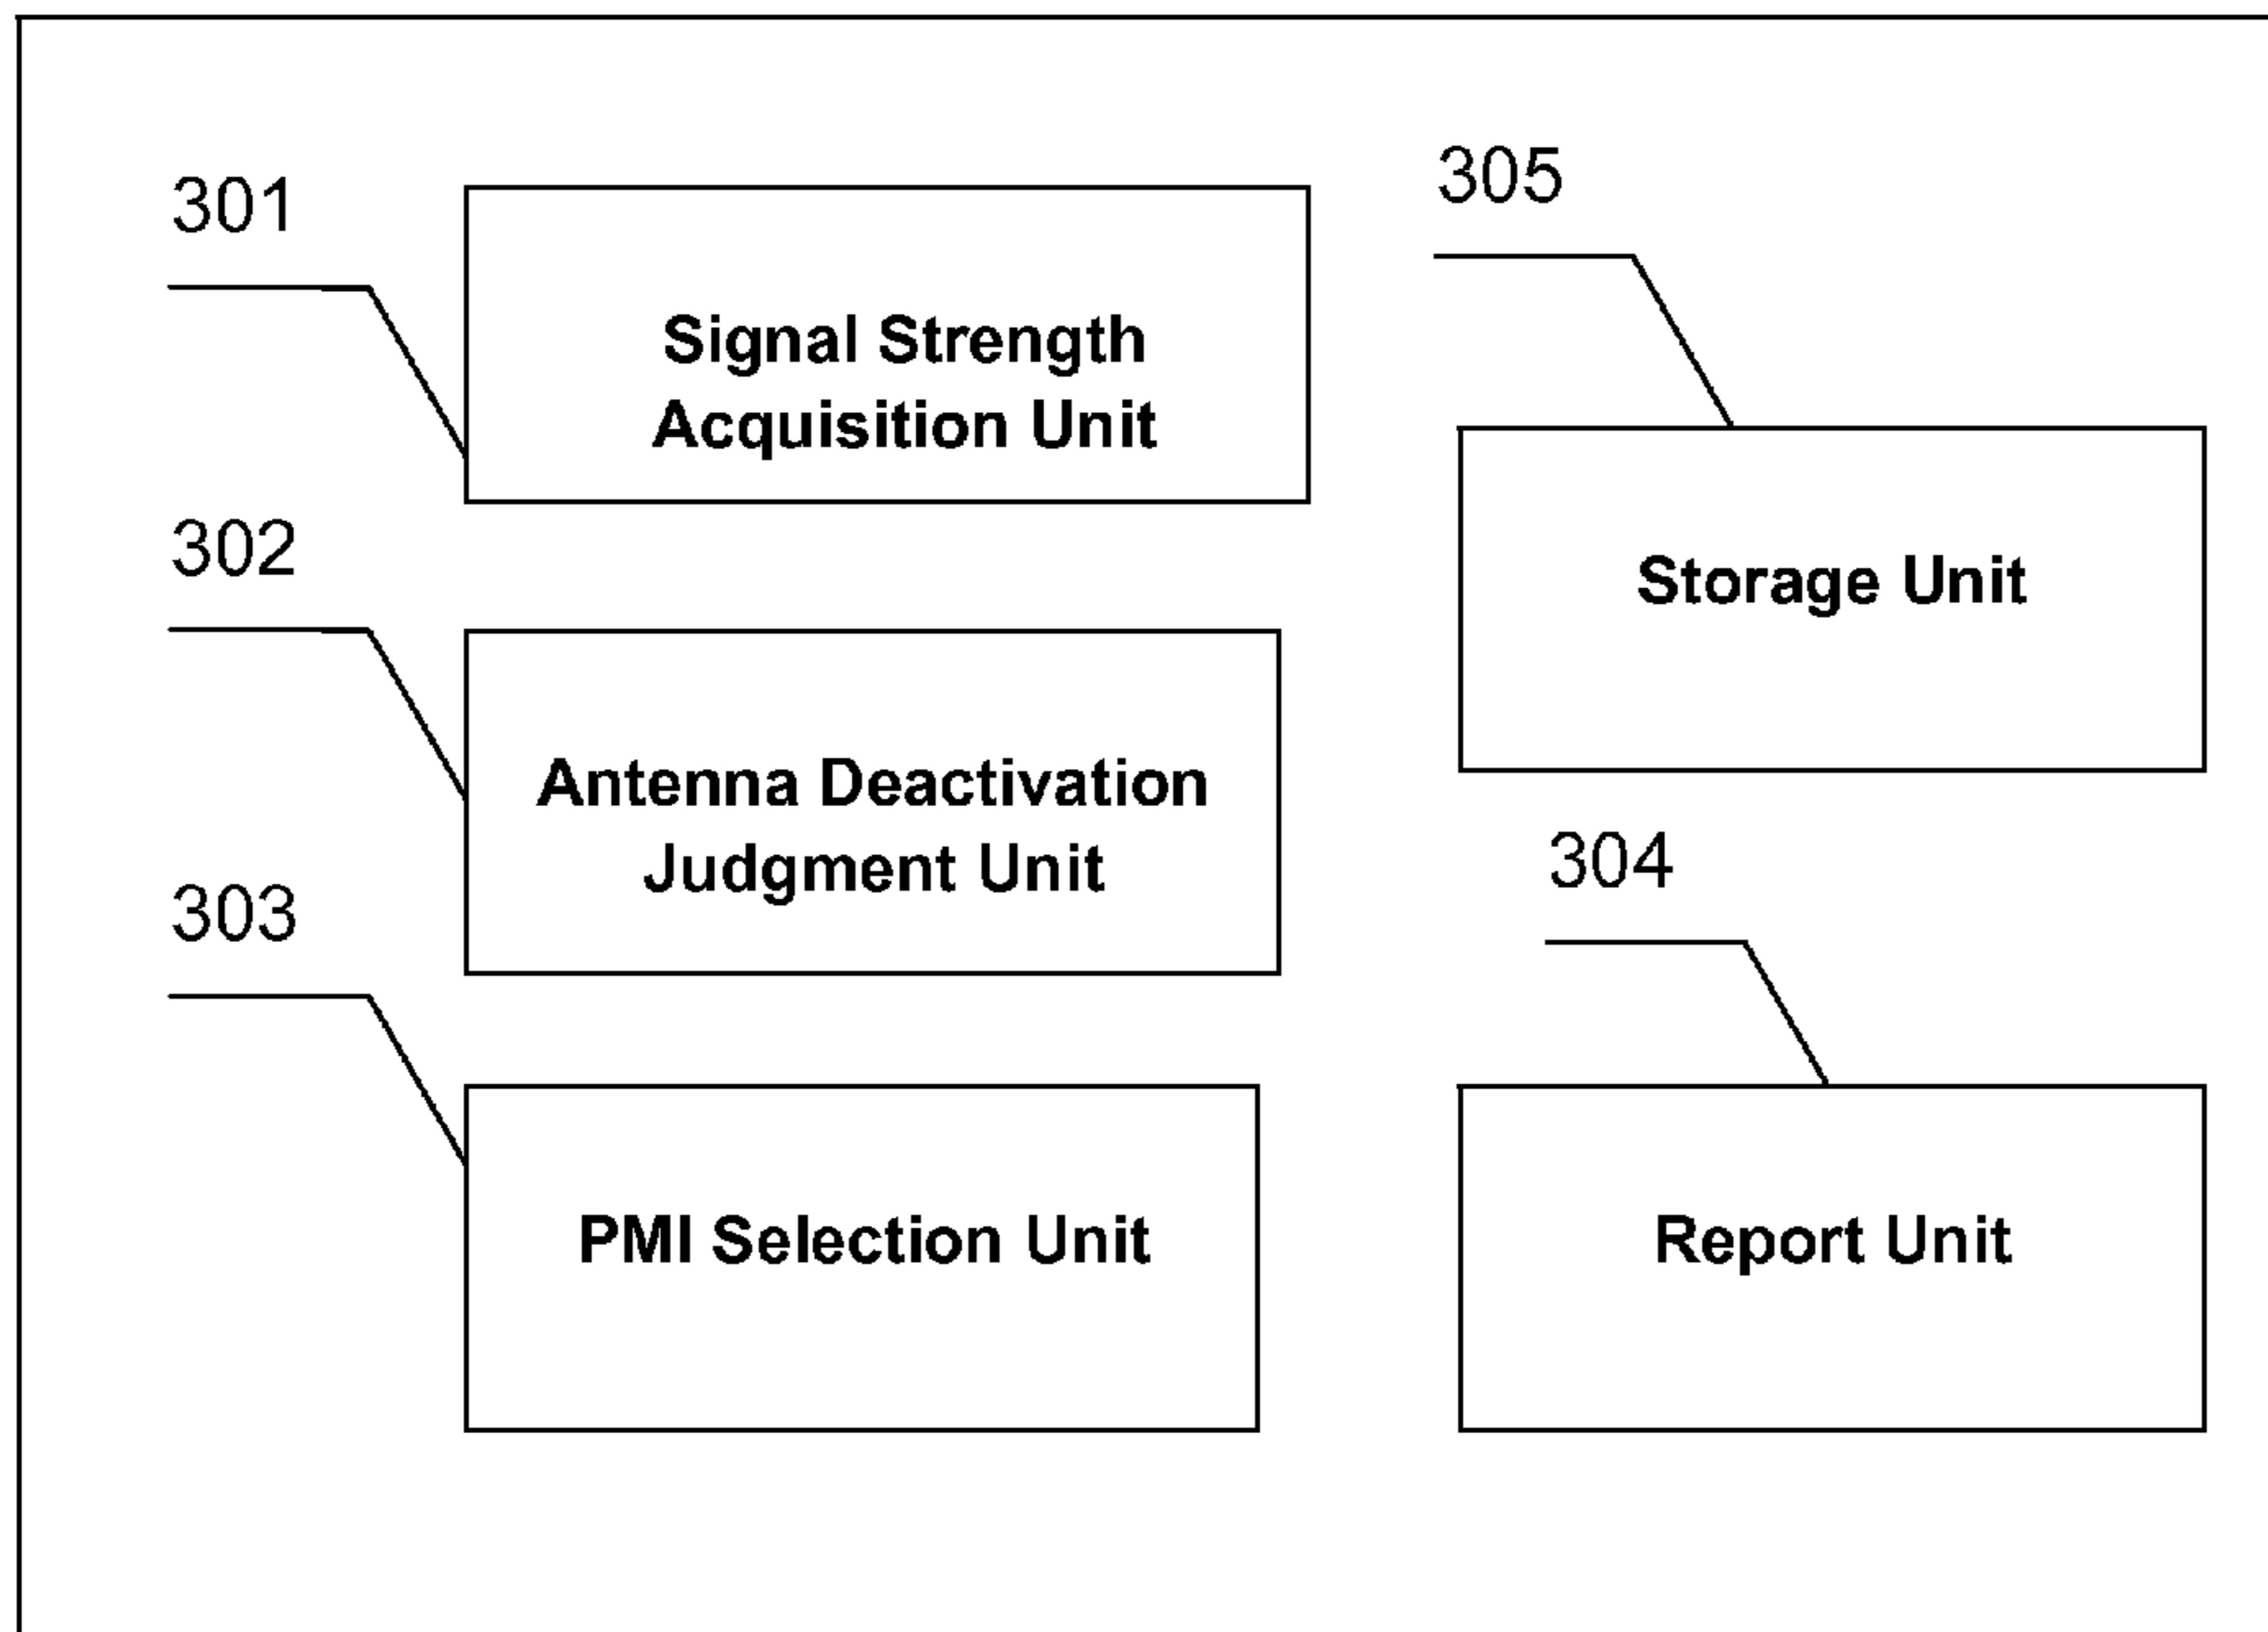 301
Signal Strength
Acquisition Unit
302
Antenna Deactivation
Judgment Unit
303
PMI Selection Unit
305
Storage Unit
304
Report Unit